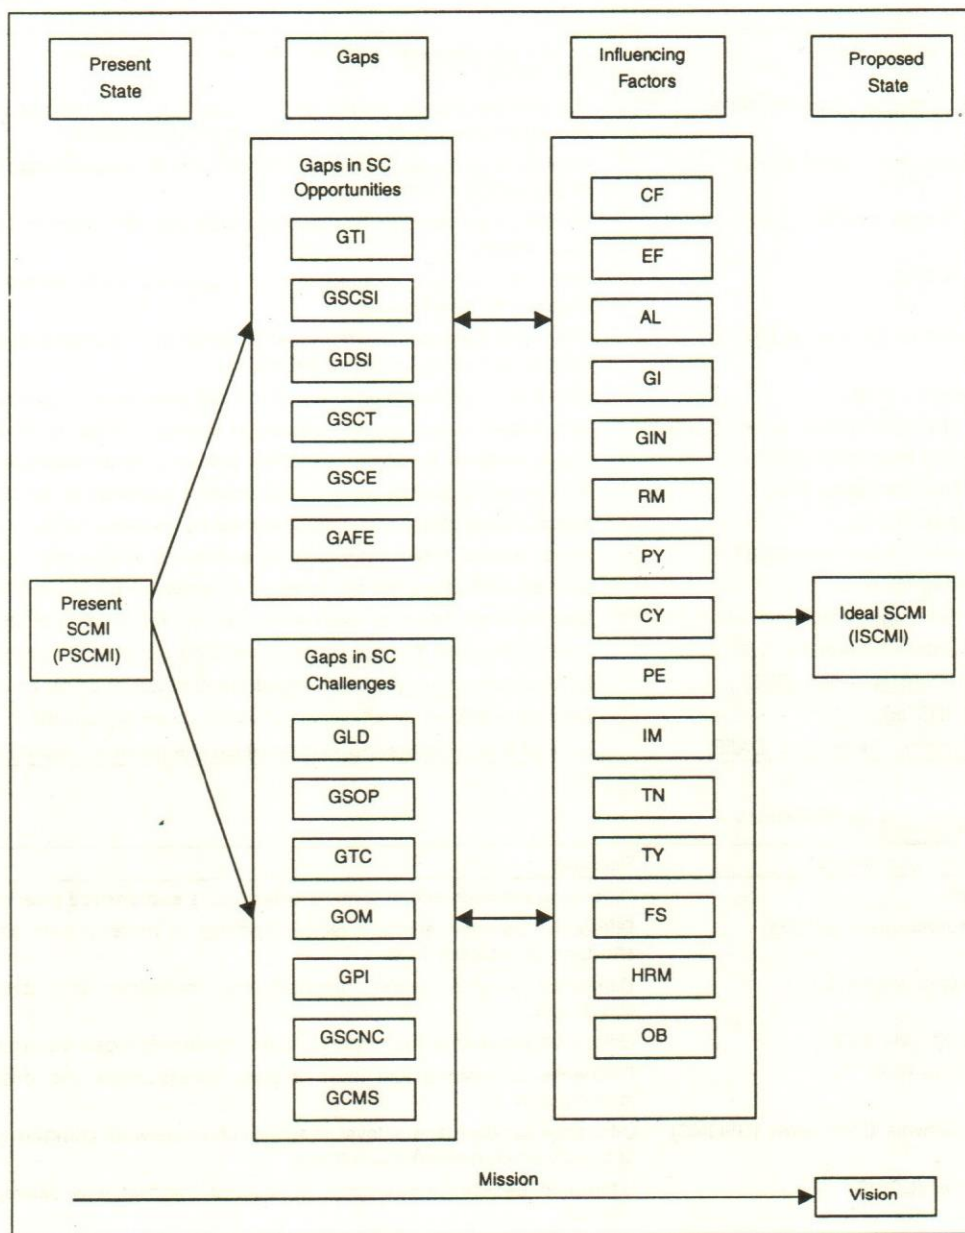 Present
State
Gaps
Influencing
Factors
Proposed
State
Gaps in SC
Opportunities
GTI
GSCSI
GDSI
GSCT
GSCE
GAFE
Present
SCMI
(PSCMI)
Gaps in SC
Challenges
GLD
GSOP
GTC
GOM
GPI
GSCNC
GCMS
CF
EF
AL
GI
GIN
RM
PY
CY
PE
IM
TN
TY
FS
HRM
OB
Ideal SCMI
(ISCMI)
Mission
Vision